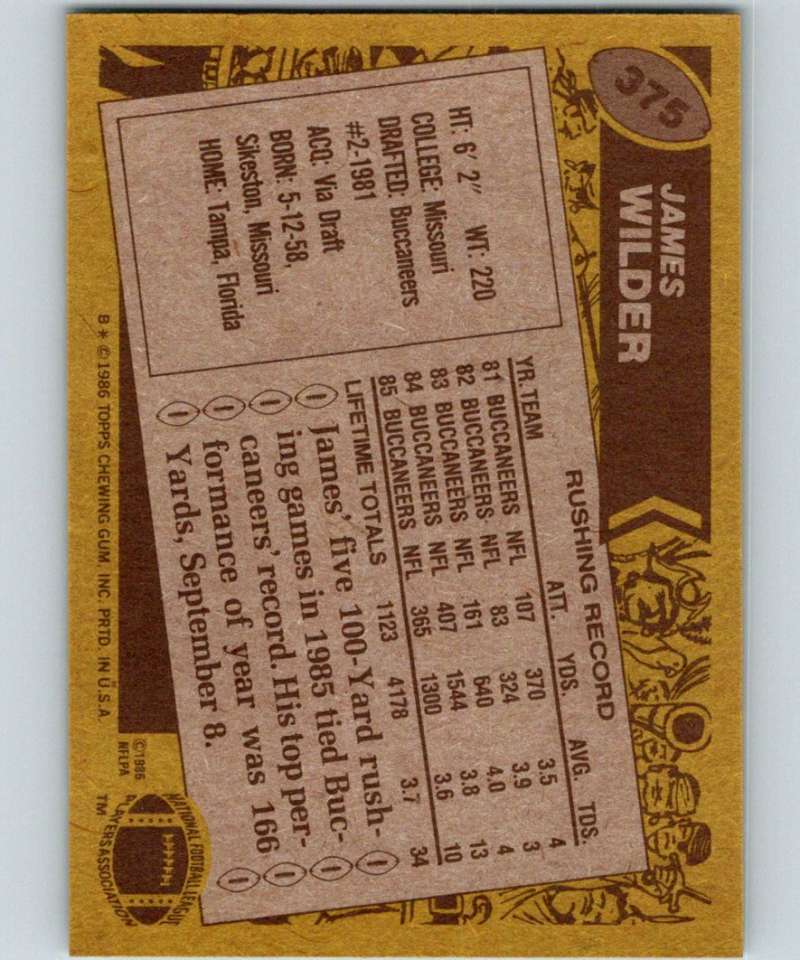 375
JAMES
WILDER
HT: 6' 2" WT: 220
COLLEGE: Missouri
DRAFTED: Buccaneers
#2-1981
ACQ: Via Draft
BORN: 5-12-58,
Sikeston, Missouri
HOME: Tampa, Florida
RUSHING RECORD
YR. TEAM ATT. YDS. AVG. TDS.
81 BUCCANEERS NFL 107 370 3.5 4
82 BUCCANEERS NFL 83 324 3.9 3
83 BUCCANEERS NFL 161 640 4.0 4
84 BUCCANEERS NFL 407 1544 3.8 13
85 BUCCANEERS NFL 365 1300 3.6 10
LIFETIME TOTALS 1123 4178 3.7 34
James' five 100-Yard rush-
ing games in 1985 tied Buc-
caneers' record. His top per-
formance of year was 166
Yards, September 8.
B * © 1986 TOPPS CHEWING GUM, INC. PRTD. IN U.S.A.
©1986
NFLPA
NATIONAL FOOTBALL LEAGUE
PLAYERS ASSOCIATION
TM